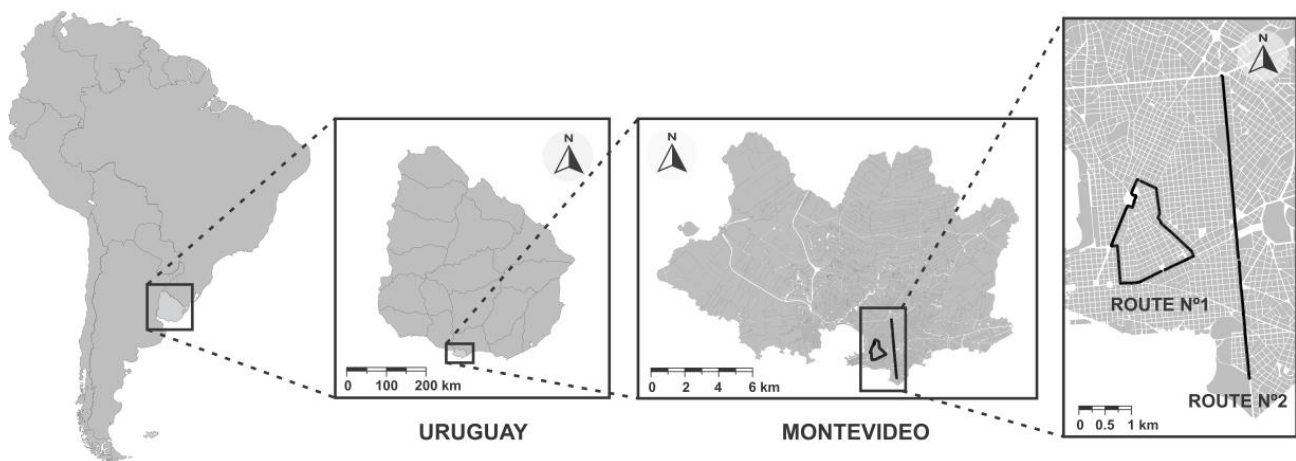 N
0 100 200 km
URUGUAY
N
0 2 4 6 km
MONTEVIDEO
N
ROUTE Nº1
ROUTE Nº2
0 0.5 1 km